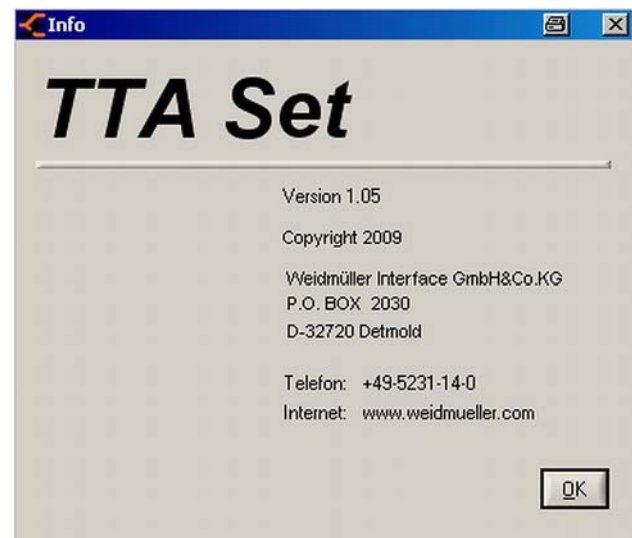 Info
TTA Set
Version 1.05
Copyright 2009
Weidmüller Interface GmbH&Co.KG
P.O. BOX 2030
D-32720 Detmold
Telefon: +49-5231-14-0
Internet: www.weidmueller.com
OK